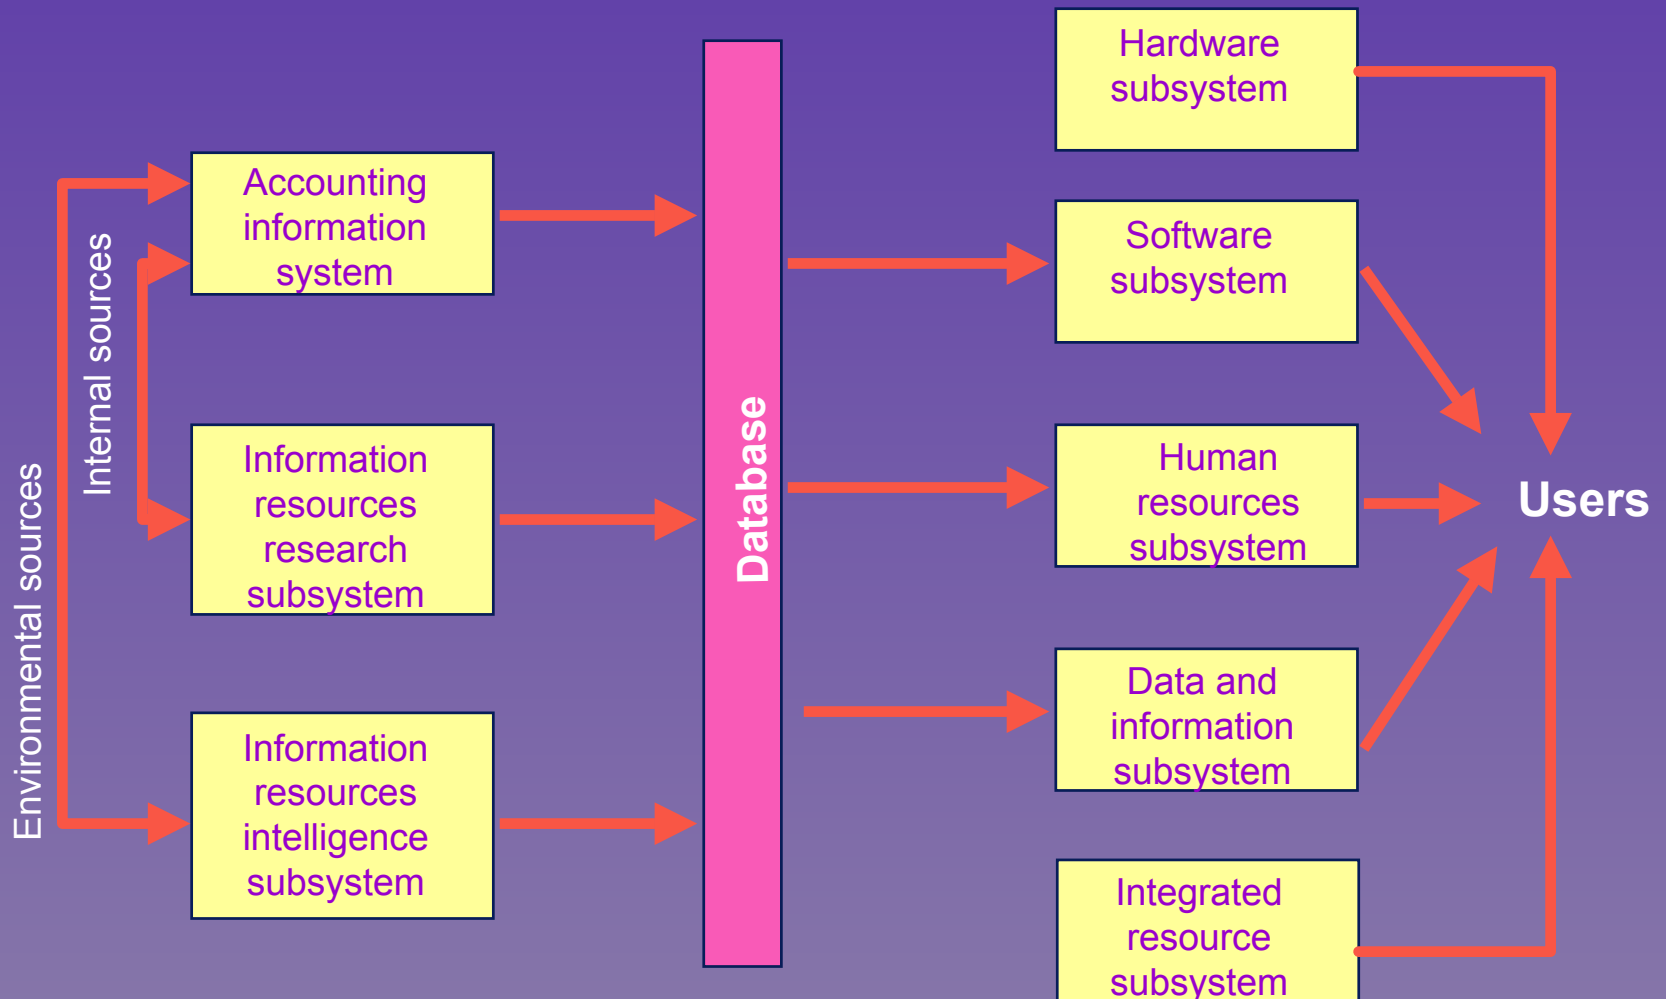 Environmental sources
Internal sources
Accounting
information
system
Information
resources
research
subsystem
Information
resources
intelligence
subsystem
Database
Hardware
subsystem
Software
subsystem
Human
resources
subsystem
Data and
information
subsystem
Integrated
resource
subsystem
Users